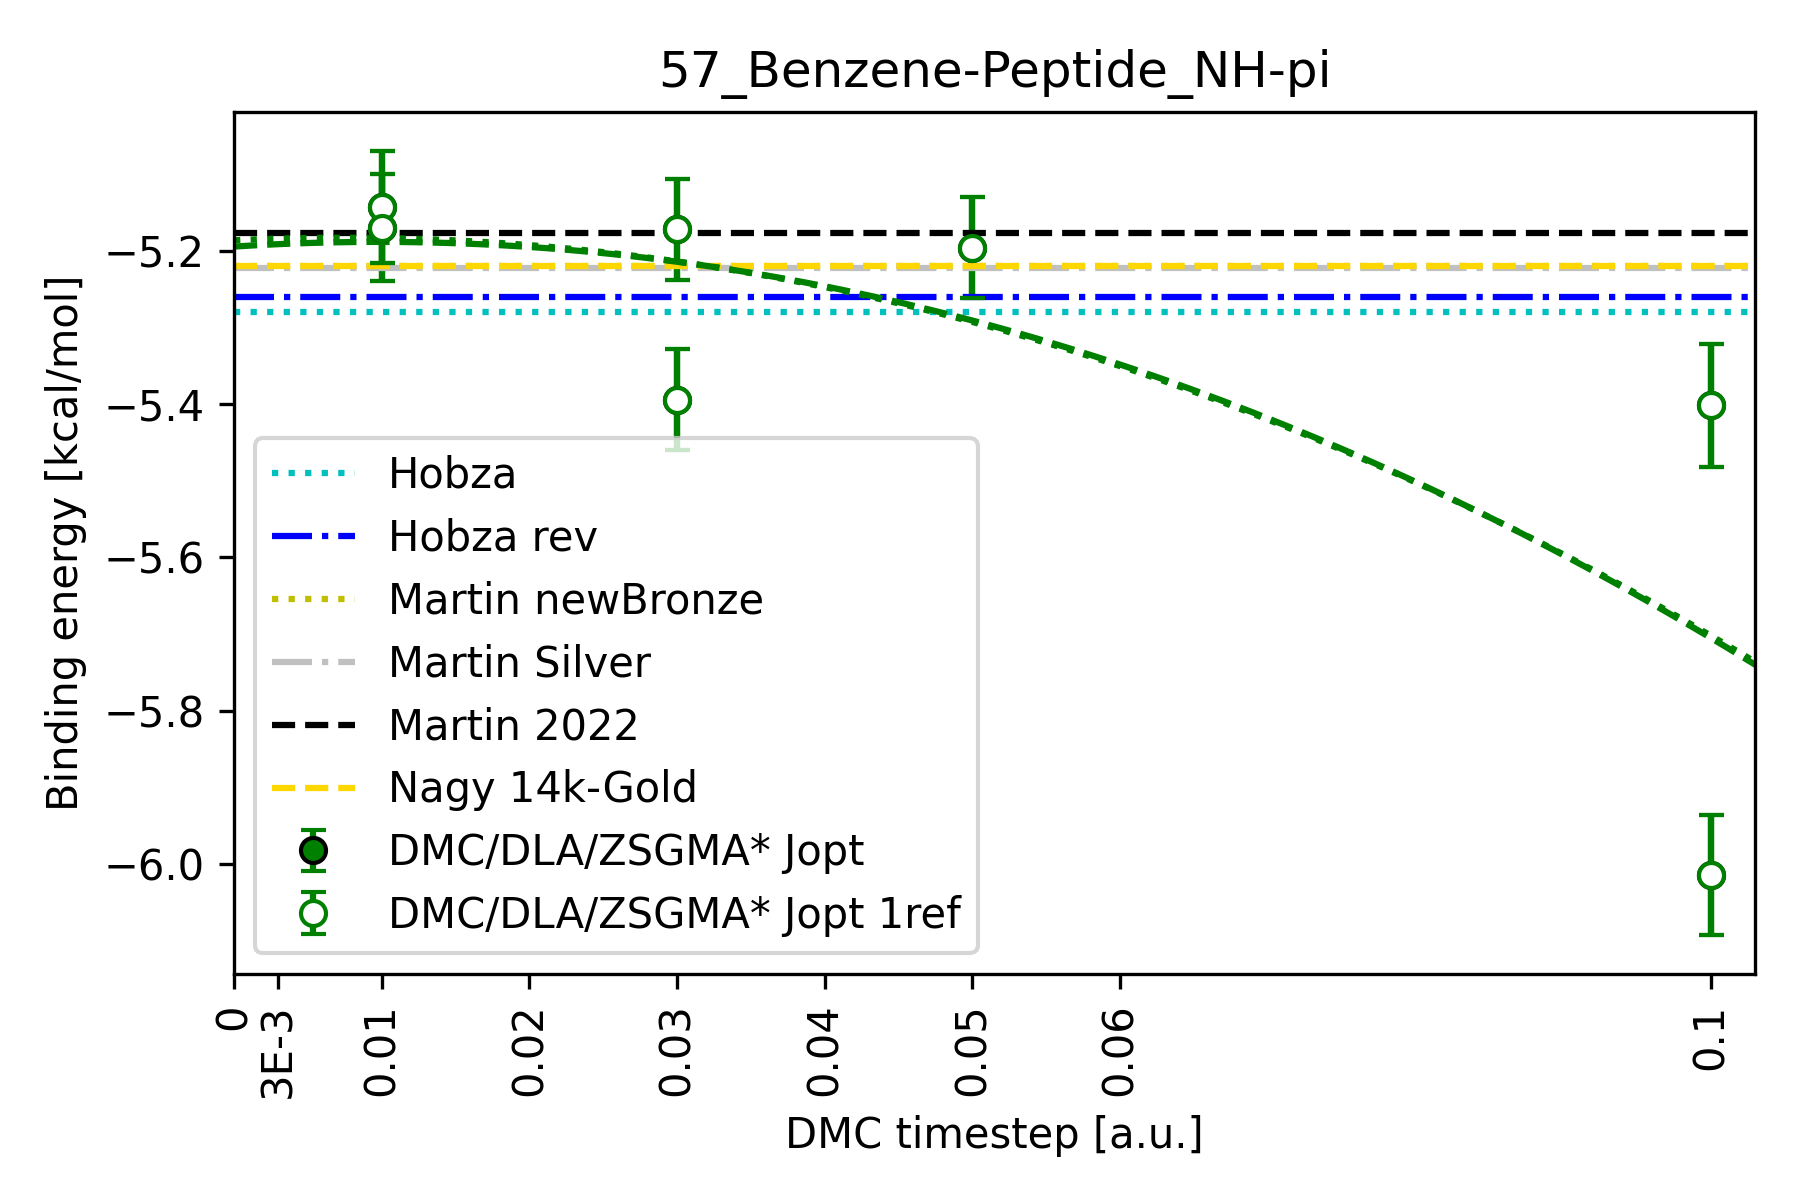 57_Benzene-Peptide_NH-pi
Binding energy [kcal/mol]
−5.2
−5.4
−5.6
−5.8
−6.0
Hobza
Hobza rev
Martin newBronze
Martin Silver
Martin 2022
Nagy 14k-Gold
DMC/DLA/ZSGMA* Jopt
DMC/DLA/ZSGMA* Jopt 1ref
0
3E-3
0.01
0.02
0.03
0.04
0.05
0.06
0.1
DMC timestep [a.u.]